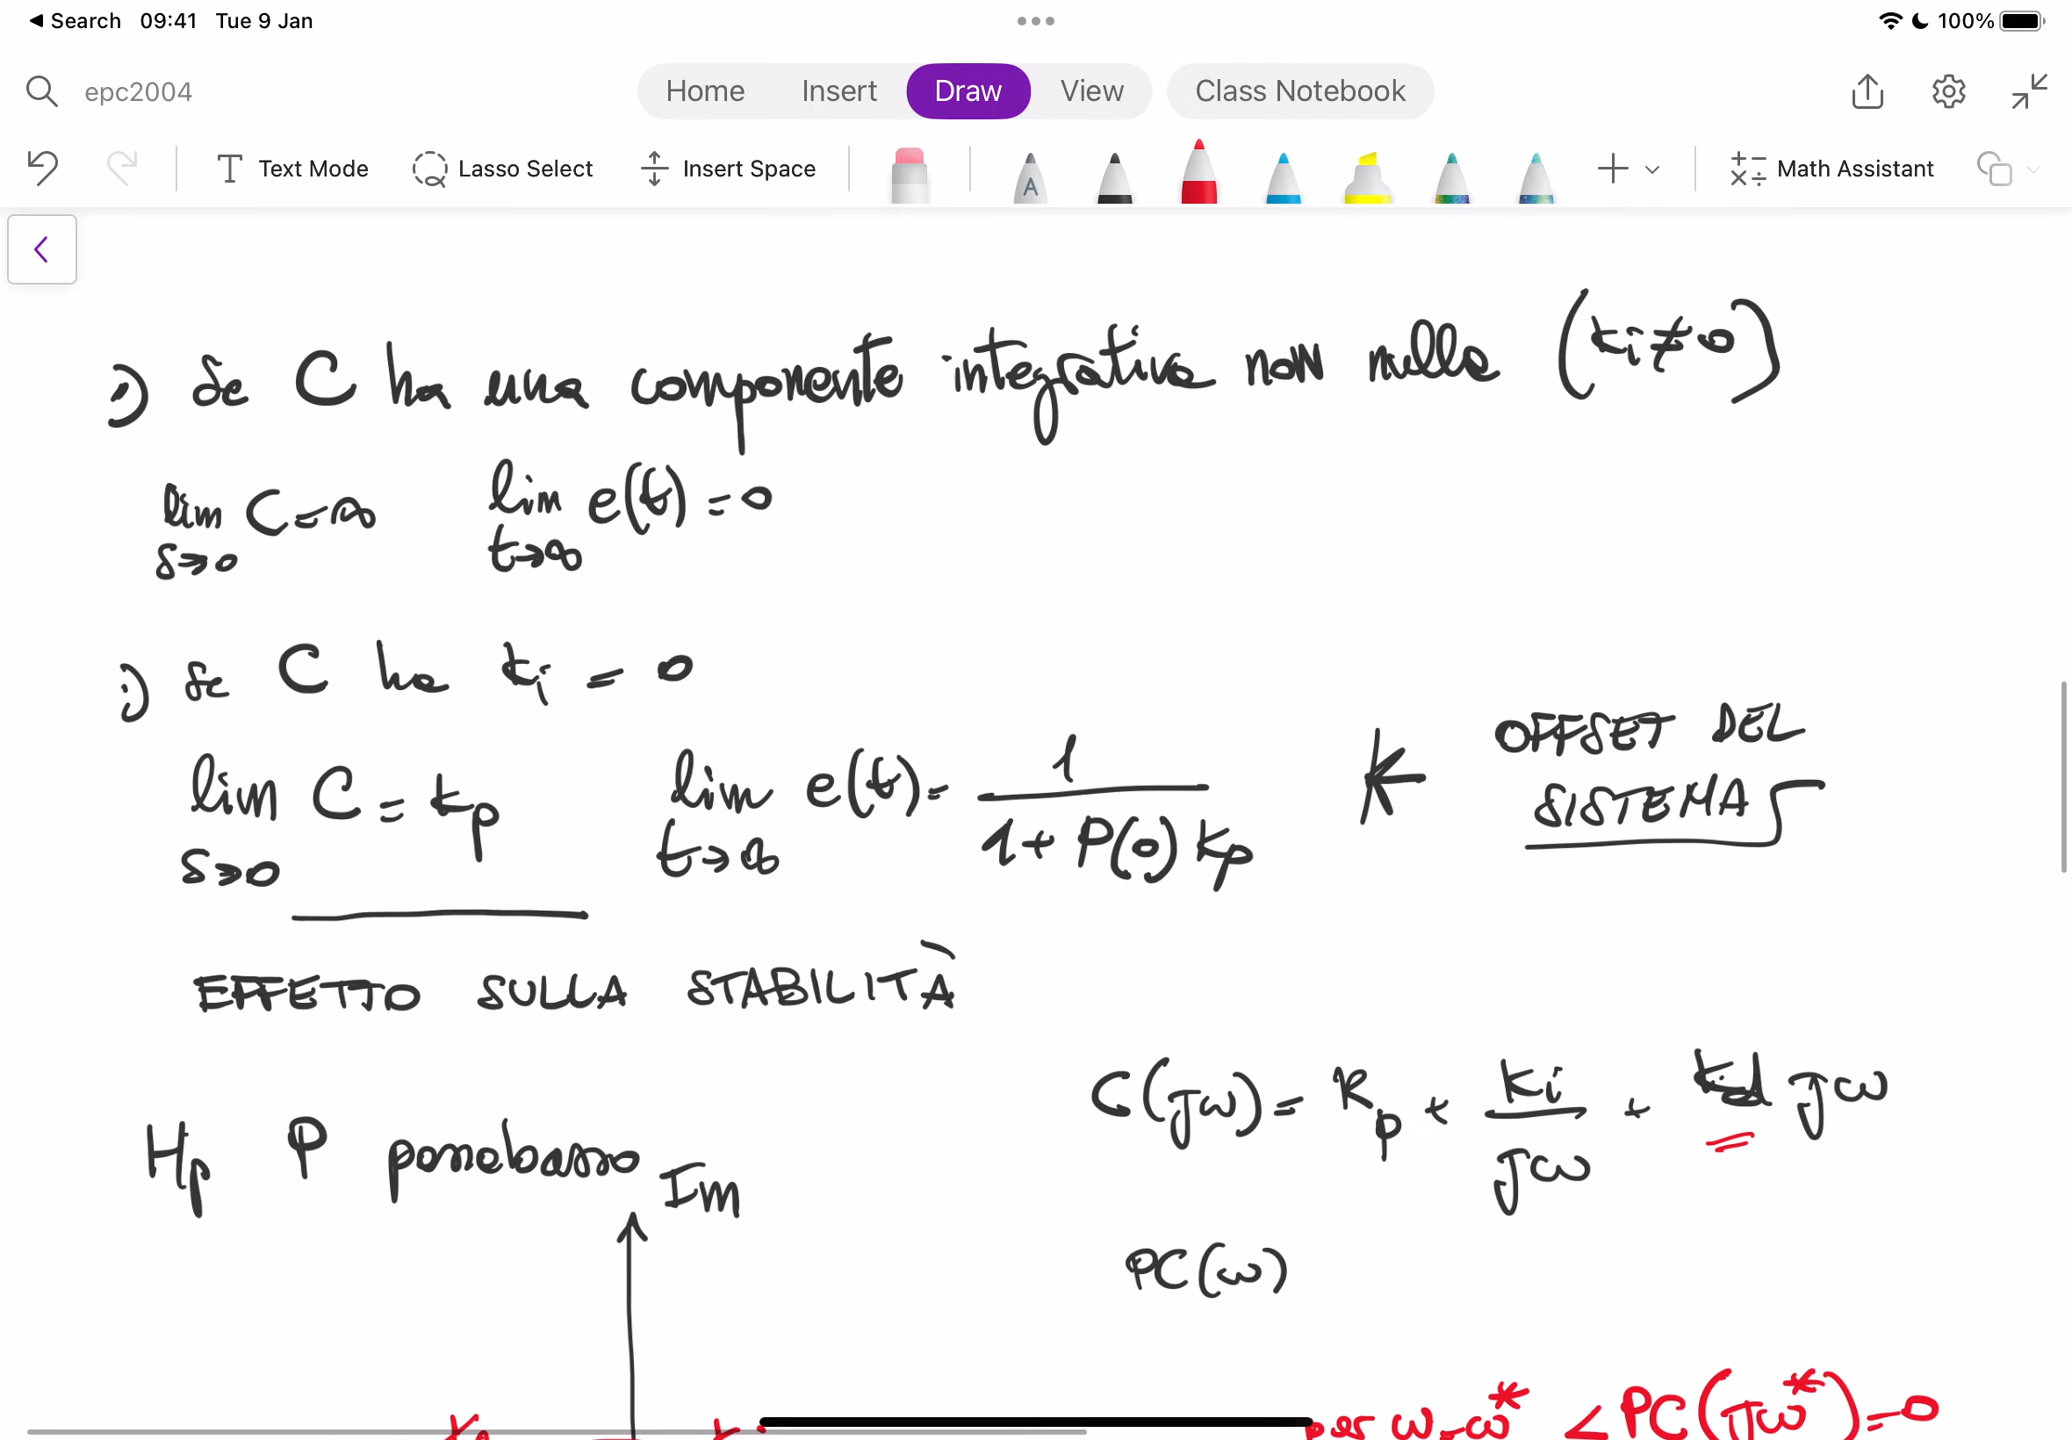 Search 09:41 Tue 9 Jan 100%
epc2004 Home Insert Draw View Class Notebook
Text Mode Lasso Select Insert Space A Math Assistant
:) Se C ha una componente integrativa non nulla (ki≠0)
lim C=∞ lim e(t)=0
s→0 t→∞
:) Se C ha ki = 0
OFFSET DEL
lim C = kp lim e(t)= 1 K SISTEMA
s→0 t→∞ 1+ P(0) kp
EFFETTO SULLA STABILITÀ
C(jω)= Kp + ki + kd jω
jω
Hp P passabasso
Im
PC(ω)
per ω=ω* <PC(jω*)=0